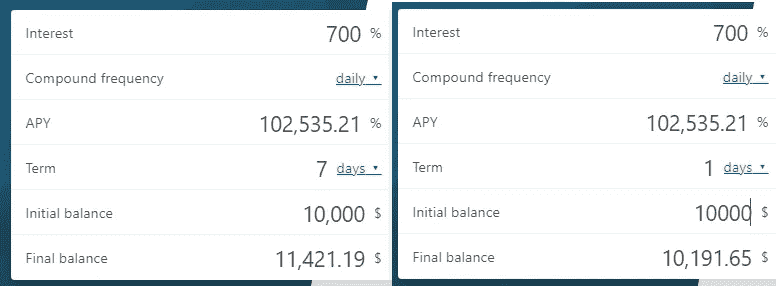 Interest 700 %
Compound frequency daily
APY 102,535.21 %
Term 7 days
Initial balance 10,000 $
Final balance 11,421.19 $
Interest 700 %
Compound frequency daily
APY 102,535.21 %
Term 1 days
Initial balance 10000 $
Final balance 10,191.65 $